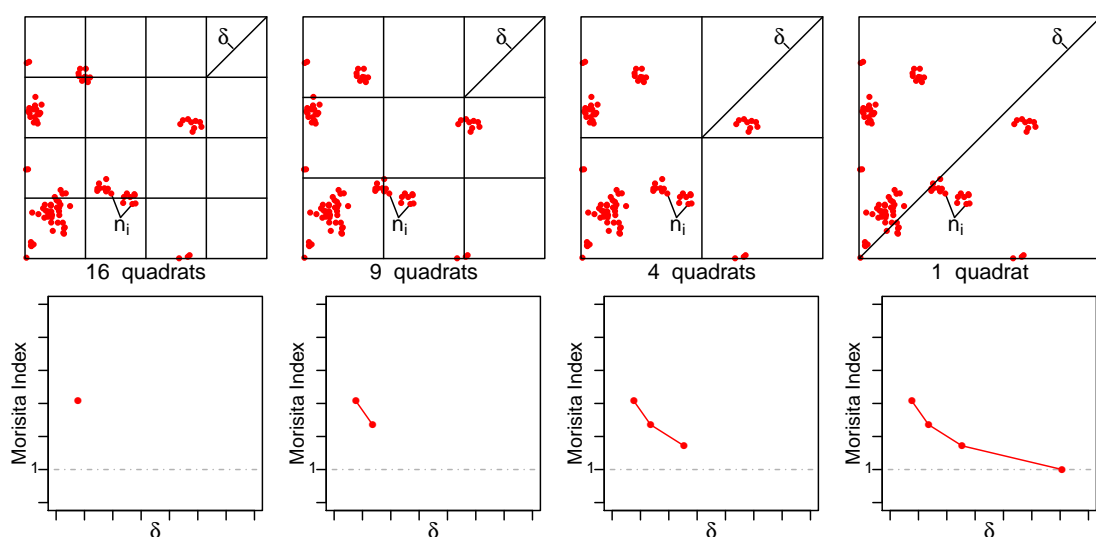 δ
n_i
16 quadrats
δ
n_i
9 quadrats
δ
n_i
4 quadrats
δ
n_i
1 quadrat
Morisita Index
1
δ
Morisita Index
1
δ
Morisita Index
1
δ
Morisita Index
1
δ